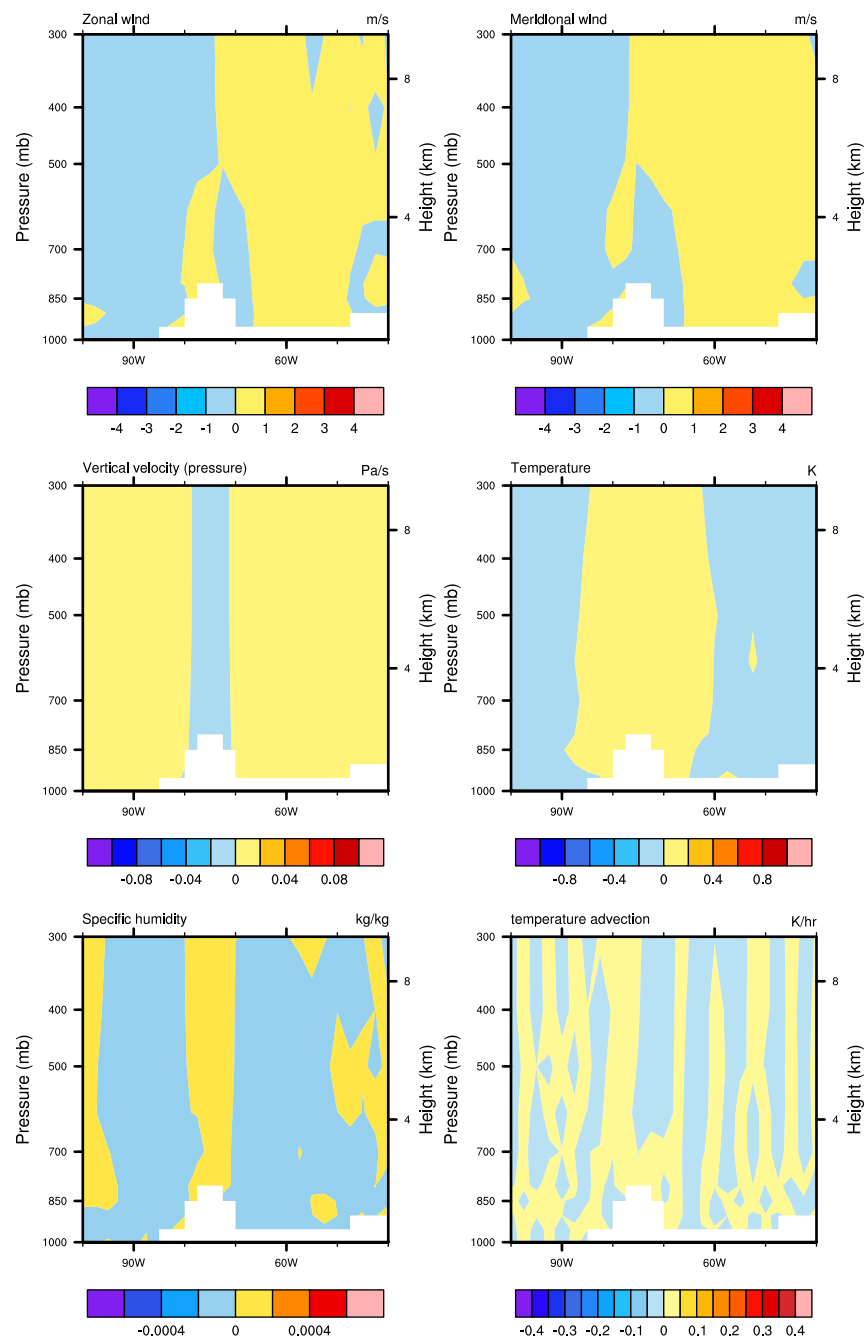 Zonal wind m/s
Meridional wind m/s
300
400
500
700
850
1000
Pressure (mb)
8
4
Height (km)
90W 60W
-4 -3 -2 -1 0 1 2 3 4
300
400
500
700
850
1000
Pressure (mb)
8
4
Height (km)
90W 60W
-4 -3 -2 -1 0 1 2 3 4
Vertical velocity (pressure) Pa/s
Temperature K
300
400
500
700
850
1000
Pressure (mb)
8
4
Height (km)
90W 60W
-0.08 -0.04 0 0.04 0.08
300
400
500
700
850
1000
Pressure (mb)
8
4
Height (km)
90W 60W
-0.8 -0.4 0 0.4 0.8
Specific humidity kg/kg
temperature advection K/hr
300
400
500
700
850
1000
Pressure (mb)
8
4
Height (km)
90W 60W
-0.0004 0 0.0004
300
400
500
700
850
1000
Pressure (mb)
8
4
Height (km)
90W 60W
-0.4 -0.3 -0.2 -0.1 0 0.1 0.2 0.3 0.4